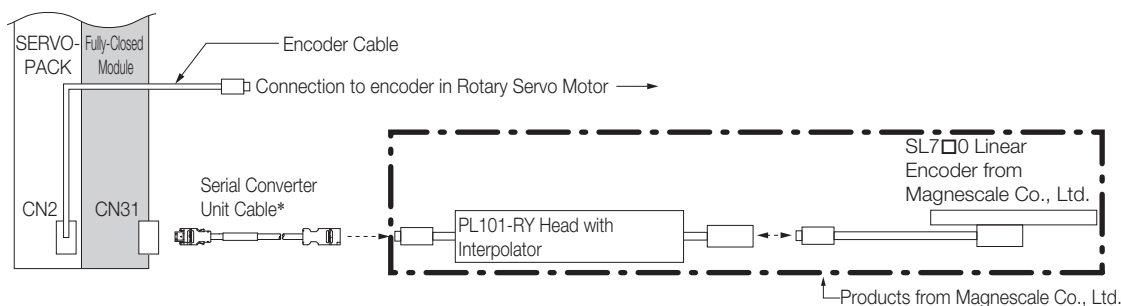 SERVO-
PACK
Fully-Closed
Module
Encoder Cable
Connection to encoder in Rotary Servo Motor
SL7□0 Linear
Encoder from
Magnescale Co., Ltd.
Serial Converter
Unit Cable*
CN2
CN31
PL101-RY Head with
Interpolator
Products from Magnescale Co., Ltd.